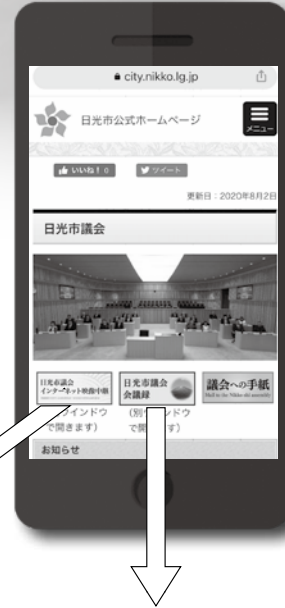 city.nikko.lg.jp
日光市公式ホームページ
メニュー
いいね！ 0
ツイート
更新日：2020年8月2日
日光市議会
日光市議会
インターネット映像中継
日光市議会
会議録
議会への手紙
インドウ
で開きます）
（別
ンドウ
で開
す）
お知らせ